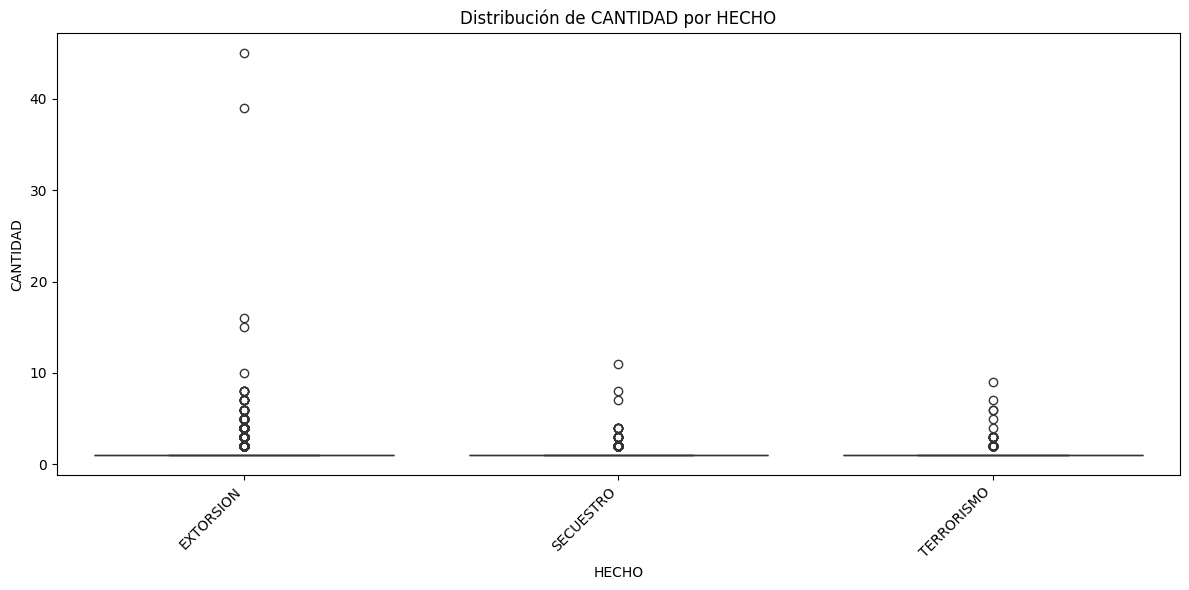 Distribución de CANTIDAD por HECHO
CANTIDAD
40
30
20
10
0
EXTORSION
SECUESTRO
TERRORISMO
HECHO